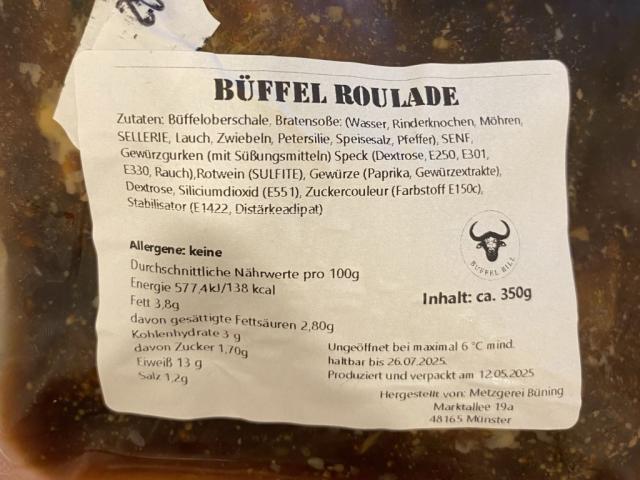 BÜFFEL ROULADE
Zutaten: Büffeloberschale, Bratensoße: (Wasser, Rinderknochen, Möhren,
SELLERIE, Lauch, Zwiebeln, Petersilie, Speisesalz, Pfeffer), SENF,
Gewürzgurken (mit Süßungsmitteln) Speck (Dextrose, E250, E301,
E330, Rauch),Rotwein (SULFITE), Gewürze (Paprika, Gewürzextrakte),
Dextrose, Siliciumdioxid (E551), Zuckercouleur (Farbstoff E150c),
Stabilisator (E1422, Distärkeadipat)
Allergene: keine
Durchschnittliche Nährwerte pro 100g
Energie 577,4kJ/138 kcal
Fett 3,8g
davon gesättigte Fettsäuren 2,80g
Kohlenhydrate 3 g
davon Zucker 1,70g
Eiweiß 13 g
Salz 1,2g
BÜFFEL BILL
Inhalt: ca. 350g
Ungeöffnet bei maximal 6 °C mind.
haltbar bis 26.07.2025.
Produziert und verpackt am 12.05.2025
Hergestellt von: Metzgerei Büning
Marktallee 19a
48165 Münster